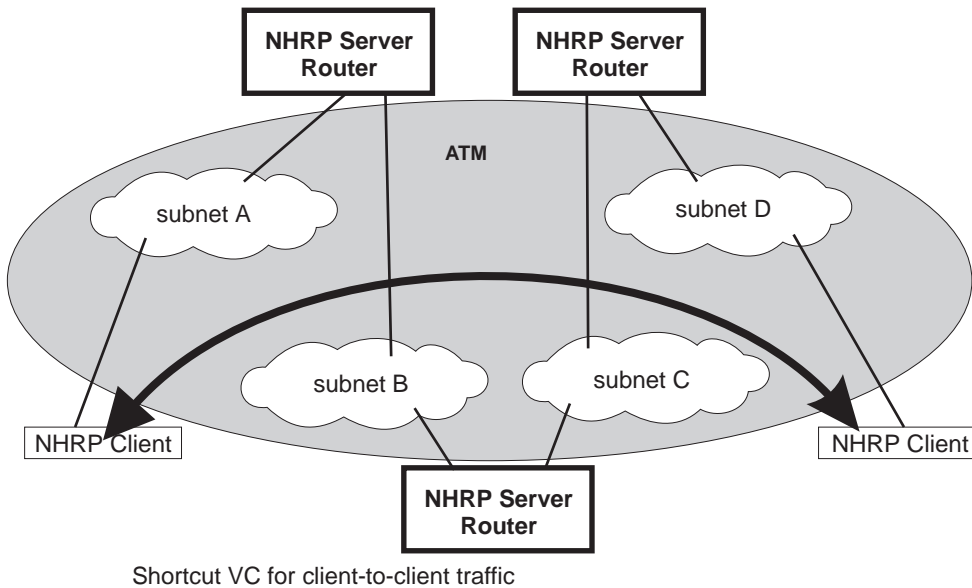 NHRP Server
Router
NHRP Server
Router
ATM
subnet A
subnet D
subnet B
subnet C
NHRP Client
NHRP Client
NHRP Server
Router
Shortcut VC for client-to-client traffic